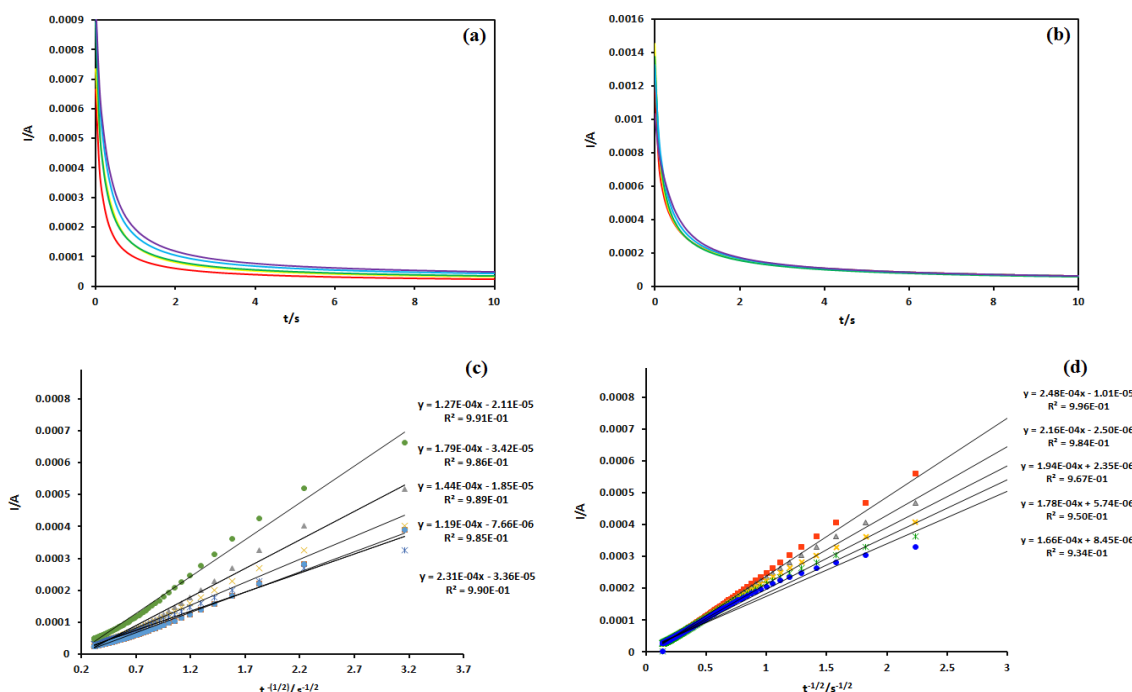 (a)
I/A
0.0009
0.0008
0.0007
0.0006
0.0005
0.0004
0.0003
0.0002
0.0001
0
0 2 4 6 8 10
t/s
(b)
I/A
0.0016
0.0014
0.0012
0.001
0.0008
0.0006
0.0004
0.0002
0
0 2 4 6 8 10
t/s
(c)
I/A
0.0008
0.0007
0.0006
0.0005
0.0004
0.0003
0.0002
0.0001
0
0.2 0.7 1.2 1.7 2.2 2.7 3.2 3.7
t -(1/2)/s-1/2
y = 1.27E-04x - 2.11E-05
R² = 9.91E-01
y = 1.79E-04x - 3.42E-05
R² = 9.86E-01
y = 1.44E-04x - 1.85E-05
R² = 9.89E-01
y = 1.19E-04x - 7.66E-06
R² = 9.85E-01
y = 2.31E-04x - 3.36E-05
R² = 9.90E-01
(d)
I/A
0.0008
0.0007
0.0006
0.0005
0.0004
0.0003
0.0002
0.0001
0
0 0.5 1 1.5 2 2.5 3
t-1/2/s-1/2
y = 2.48E-04x - 1.01E-05
R² = 9.96E-01
y = 2.16E-04x - 2.50E-06
R² = 9.84E-01
y = 1.94E-04x + 2.35E-06
R² = 9.67E-01
y = 1.78E-04x + 5.74E-06
R² = 9.50E-01
y = 1.66E-04x + 8.45E-06
R² = 9.34E-01